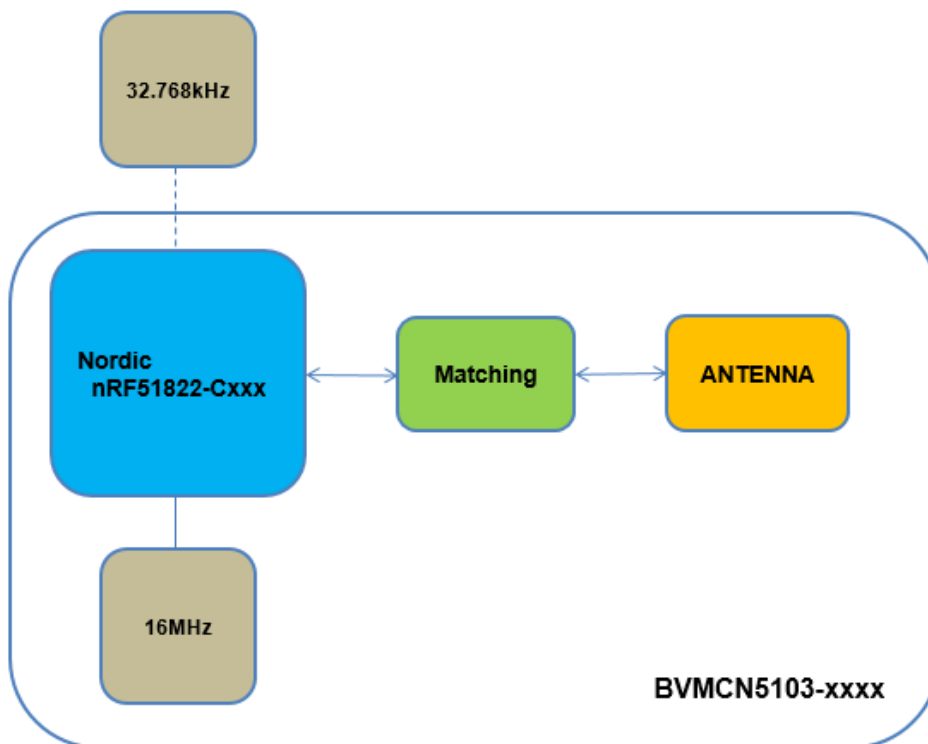 32.768kHz
Nordic
nRF51822-Cxxx
Matching
ANTENNA
16MHz
BVMCN5103-xxxx